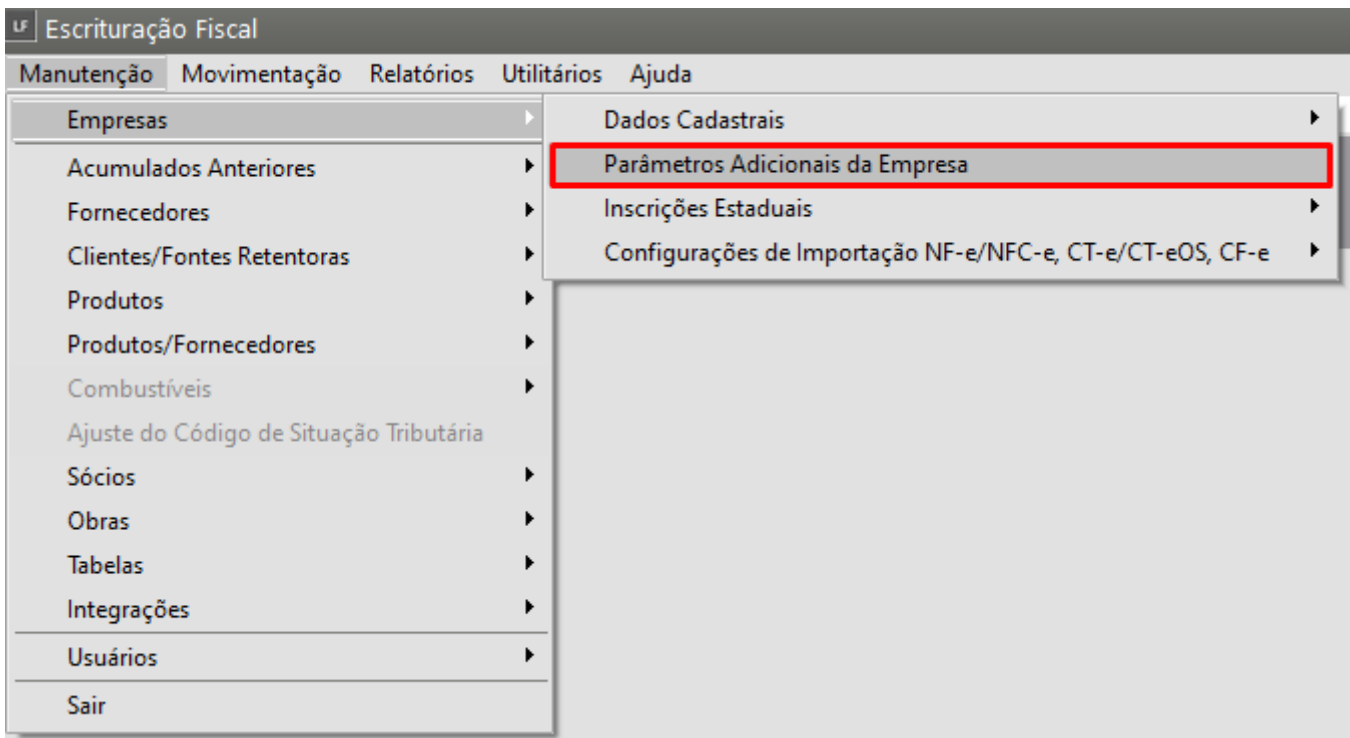 LF Escrituração Fiscal
Manutenção Movimentação Relatórios Utilitários Ajuda
Empresas
Acumulados Anteriores
Fornecedores
Clientes/Fontes Retentoras
Produtos
Produtos/Fornecedores
Combustíveis
Ajuste do Código de Situação Tributária
Sócios
Obras
Tabelas
Integrações
Usuários
Sair
Dados Cadastrais
Parâmetros Adicionais da Empresa
Inscrições Estaduais
Configurações de Importação NF-e/NFC-e, CT-e/CT-eOS, CF-e